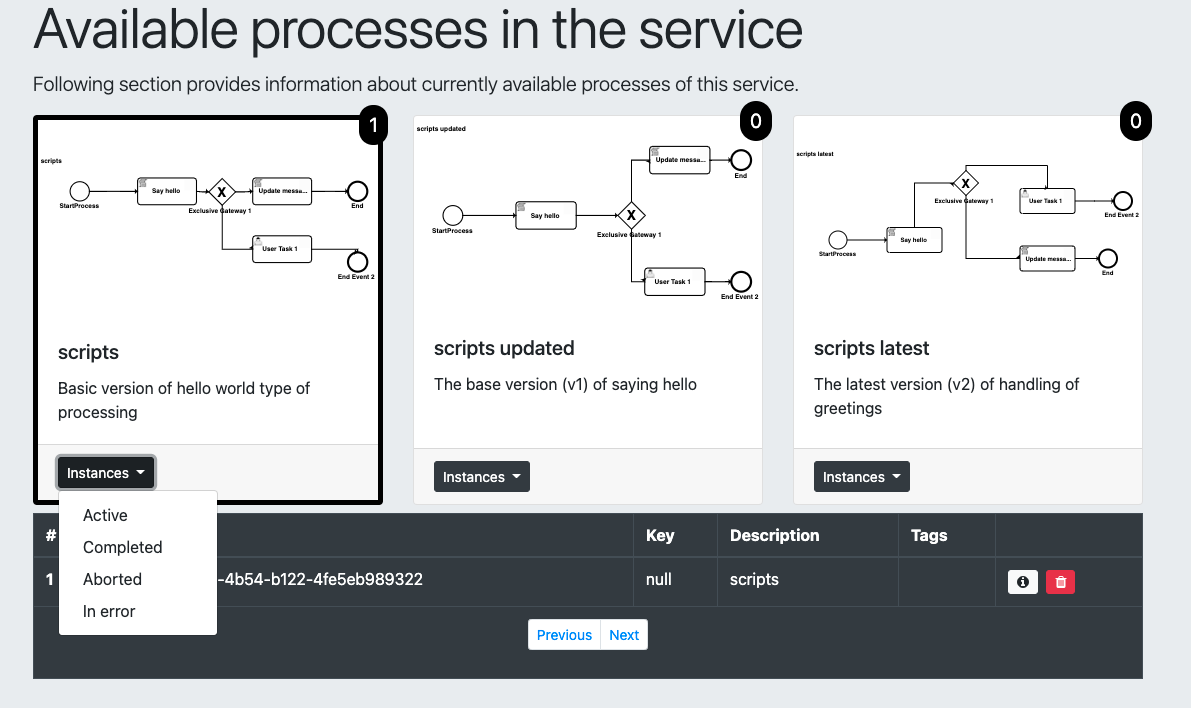 Available processes in the service
Following section provides information about currently available processes of this service.
1
scripts
StartProcess
Say hello
X
Exclusive Gateway 1
Update messa...
End
User Task 1
End Event 2
scripts
Basic version of hello world type of
processing
Instances
Active
Completed
Aborted
In error
0
scripts updated
StartProcess
Say hello
X
Exclusive Gateway 1
Update messa...
End
User Task 1
End Event 2
scripts updated
The base version (v1) of saying hello
Instances
0
scripts latest
StartProcess
Say hello
X
Exclusive Gateway 1
User Task 1
End Event 2
Update messa...
End
scripts latest
The latest version (v2) of handling of
greetings
Instances
# Key Description Tags
1 -4b54-b122-4fe5eb989322 null scripts
Previous Next